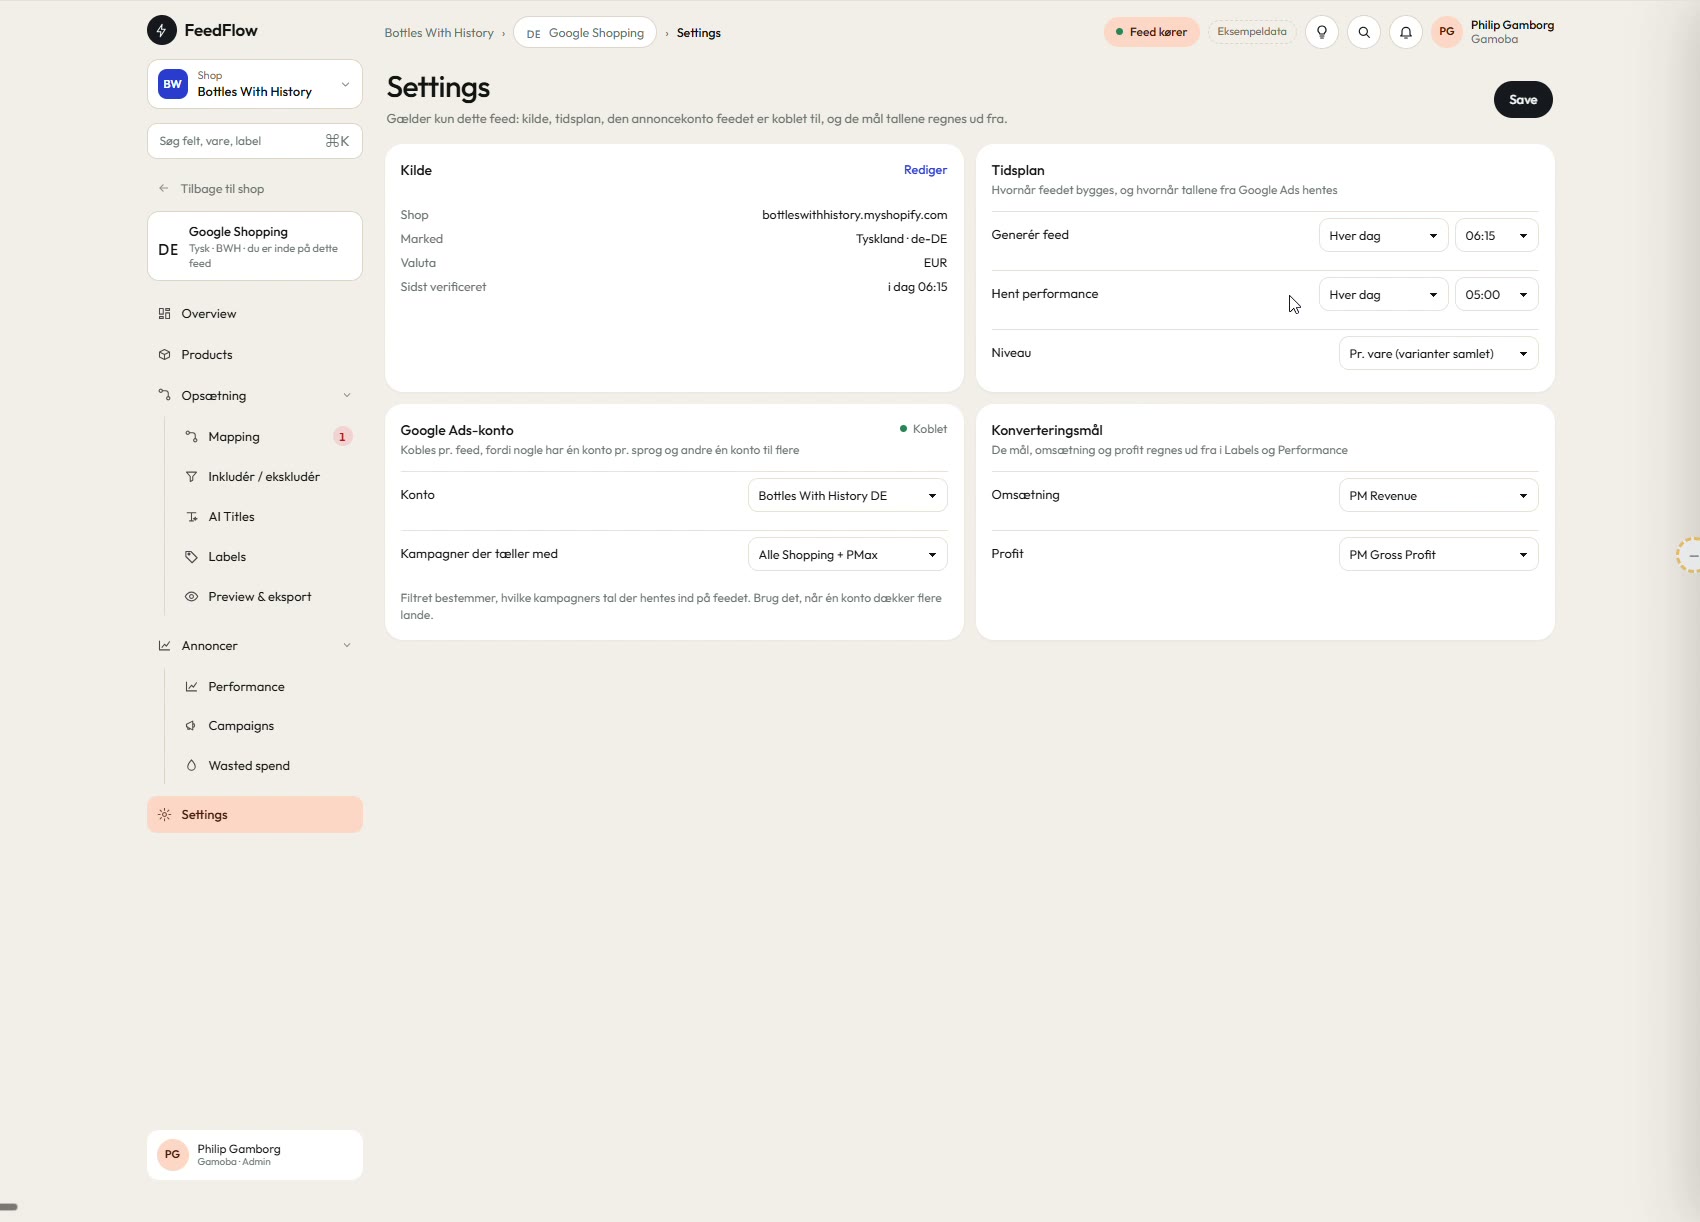 FeedFlow
BW
Shop
Bottles With History
Søg felt, vare, label
⌘K
Tilbage til shop
DE
Google Shopping
Tysk · BWH · du er inde på dette
feed
Overview
Products
Opsætning
Mapping
1
Inkludér / ekskludér
AI Titles
Labels
Preview & eksport
Annoncer
Performance
Campaigns
Wasted spend
Settings
PG
Philip Gamborg
Gamoba · Admin
Bottles With History › DE Google Shopping › Settings
Feed kører
Eksempeldata
PG
Philip Gamborg
Gamoba
Settings
Gælder kun dette feed: kilde, tidsplan, den annoncekonto feedet er koblet til, og de mål tallene regnes ud fra.
Save
Kilde
Rediger
Shop
bottleswithhistory.myshopify.com
Marked
Tyskland · de-DE
Valuta
EUR
Sidst verificeret
i dag 06:15
Tidsplan
Hvornår feedet bygges, og hvornår tallene fra Google Ads hentes
Generér feed
Hver dag
06:15
Hent performance
Hver dag
05:00
Niveau
Pr. vare (varianter samlet)
Google Ads-konto
Koblet
Kobles pr. feed, fordi nogle har én konto pr. sprog og andre én konto til flere
Konto
Bottles With History DE
Kampagner der tæller med
Alle Shopping + PMax
Filtret bestemmer, hvilke kampagners tal der hentes ind på feedet. Brug det, når én konto dækker flere
lande.
Konverteringsmål
De mål, omsætning og profit regnes ud fra i Labels og Performance
Omsætning
PM Revenue
Profit
PM Gross Profit